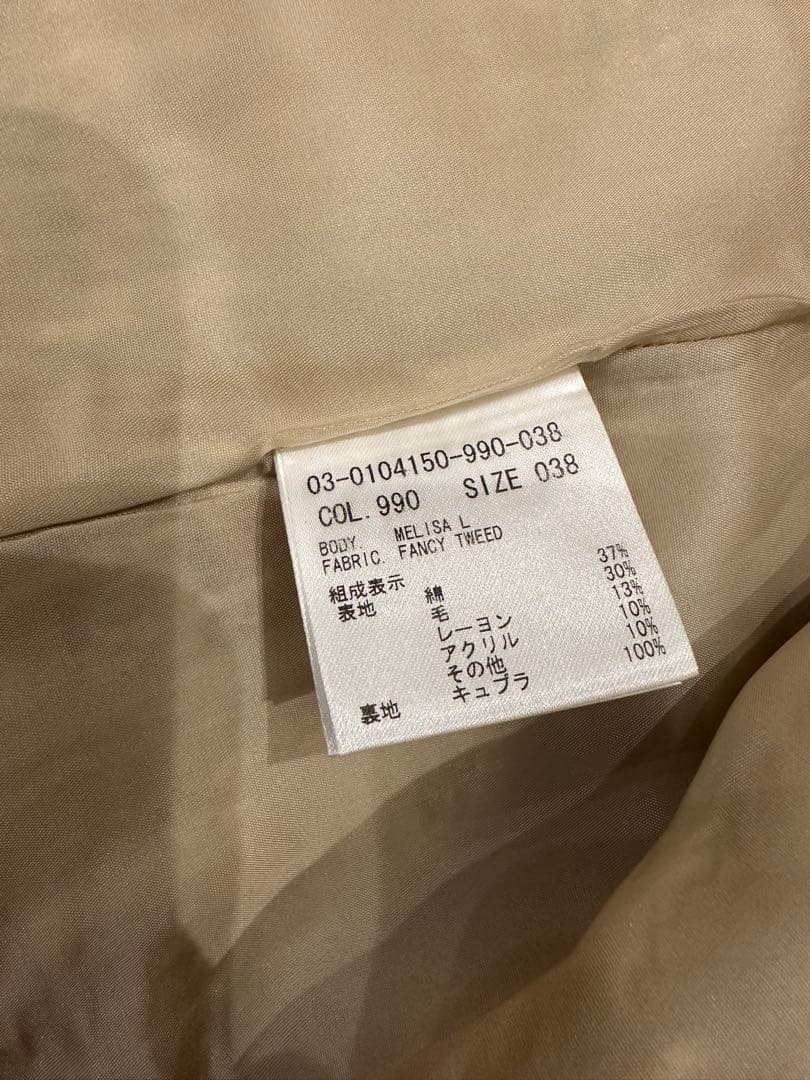 03-0104150-990-038
COL. 990 SIZE 038
BODY. MELISA L
FABRIC. FANCY TWEED
組成表示
表地 綿 37%
毛 30%
レーヨン 13%
アクリル 10%
その他 10%
裏地 キュプラ 100%